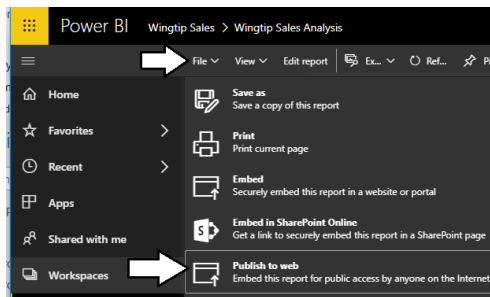 Power BI Wingtip Sales > Wingtip Sales Analysis
File View Edit report Ex... Ref...
Home
Favorites
Recent
Apps
Shared with me
Workspaces
Save as
Save a copy of this report
Print
Print current page
Embed
Securely embed this report in a website or portal
Embed in SharePoint Online
Get a link to securely embed this report in a SharePoint page
Publish to web
Embed this report for public access by anyone on the Internet